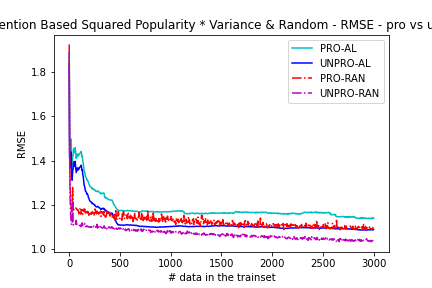 ention Based Squared Popularity * Variance & Random - RMSE - pro vs u
PRO-AL
UNPRO-AL
PRO-RAN
UNPRO-RAN
RMSE
1.8
1.6
1.4
1.2
1.0
0
500
1000
1500
2000
2500
3000
# data in the trainset